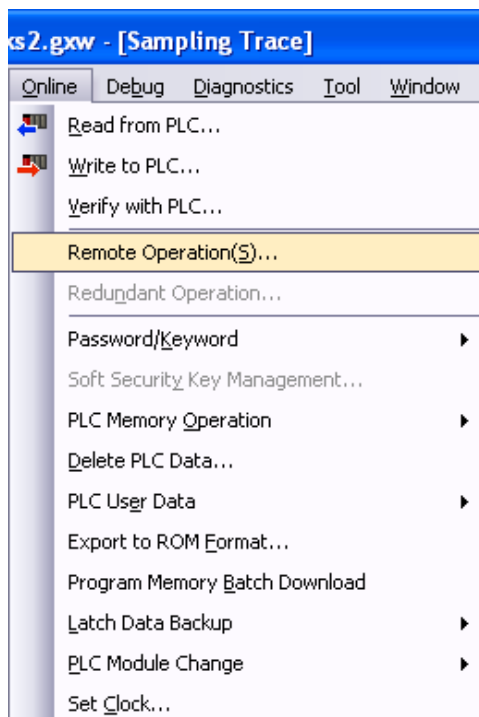 ks2.gxw - [Sampling Trace]
Online Debug Diagnostics Tool Window
Read from PLC...
Write to PLC...
Verify with PLC...
Remote Operation(S)...
Redundant Operation...
Password/Keyword
Soft Security Key Management...
PLC Memory Operation
Delete PLC Data...
PLC User Data
Export to ROM Format...
Program Memory Batch Download
Latch Data Backup
PLC Module Change
Set Clock...